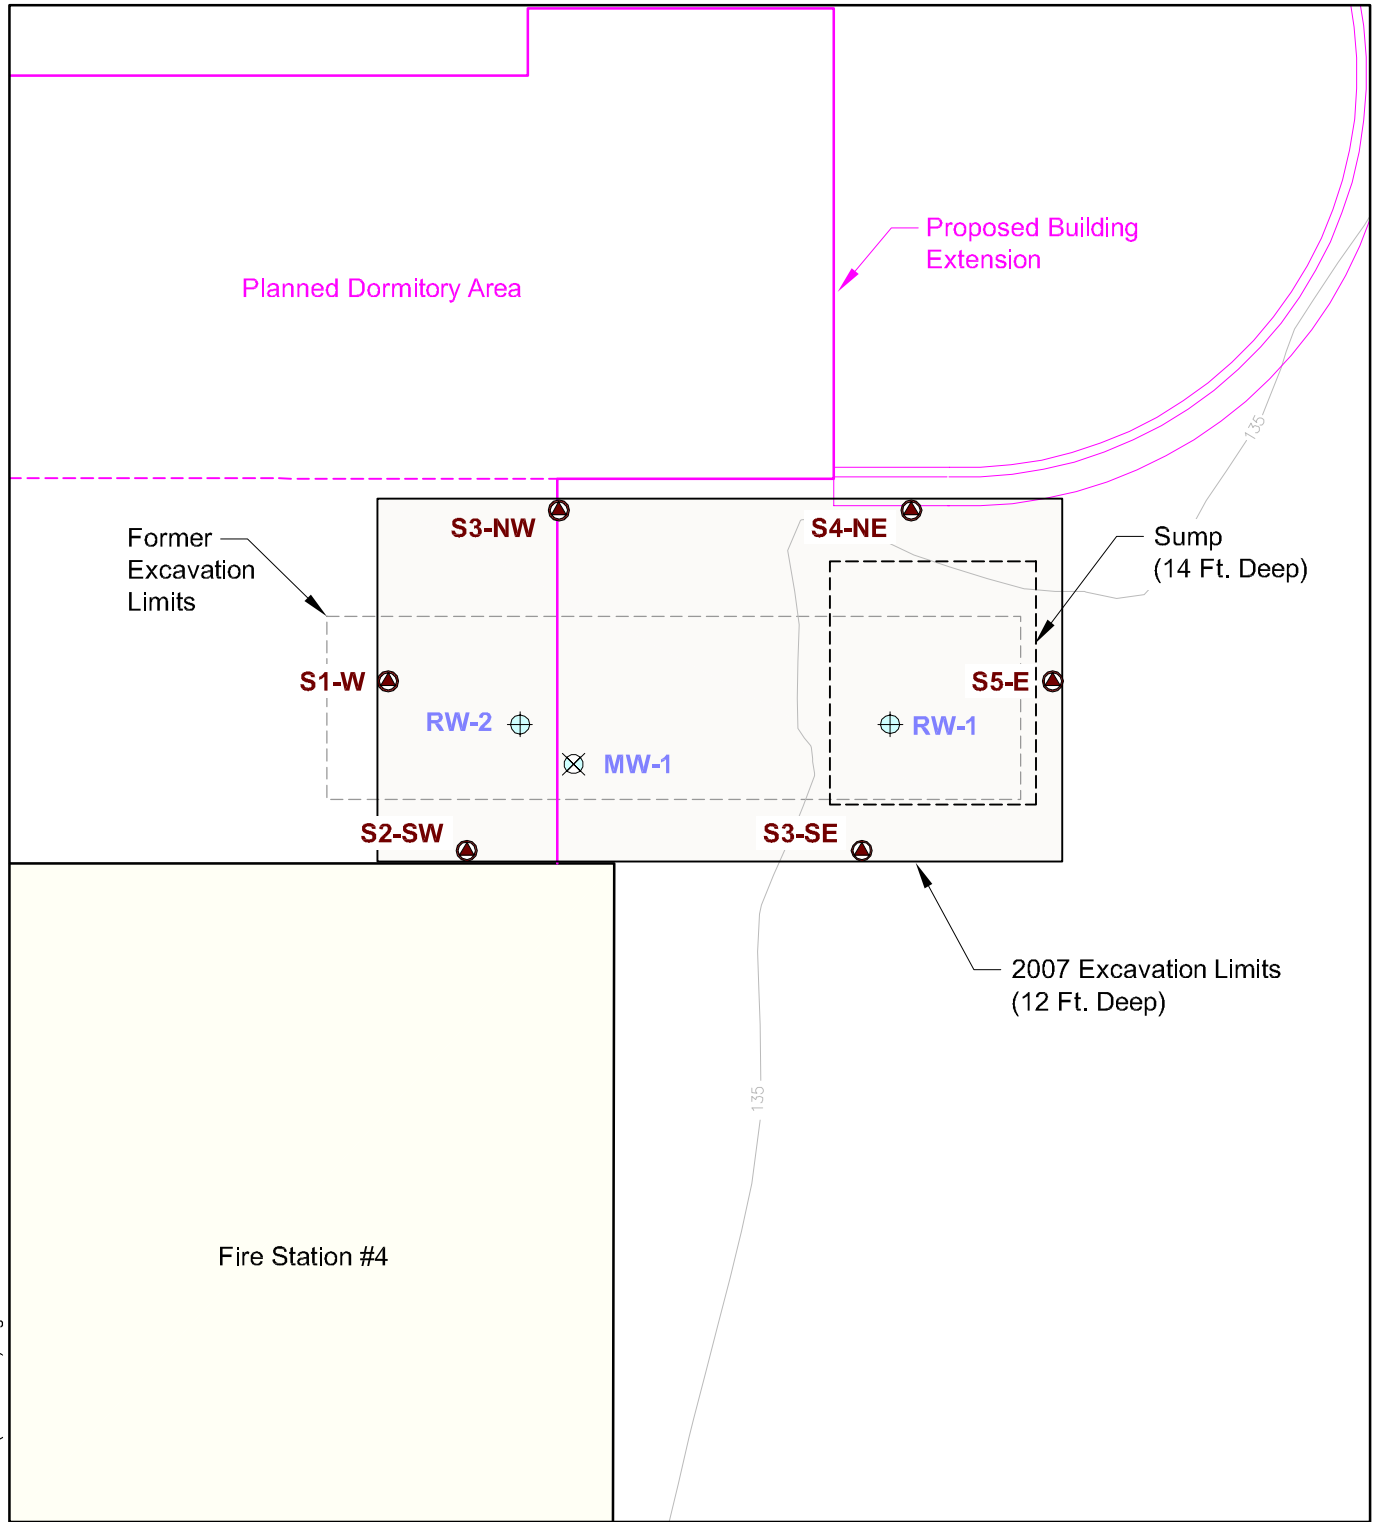 Proposed Building
Extension
Planned Dormitory Area
135
S3-NW
S4-NE
Former
Excavation
Limits
Sump
(14 Ft. Deep)
S1-W
S5-E
RW-2
RW-1
MW-1
S2-SW
S3-SE
2007 Excavation Limits
(12 Ft. Deep)
135
Fire Station #4